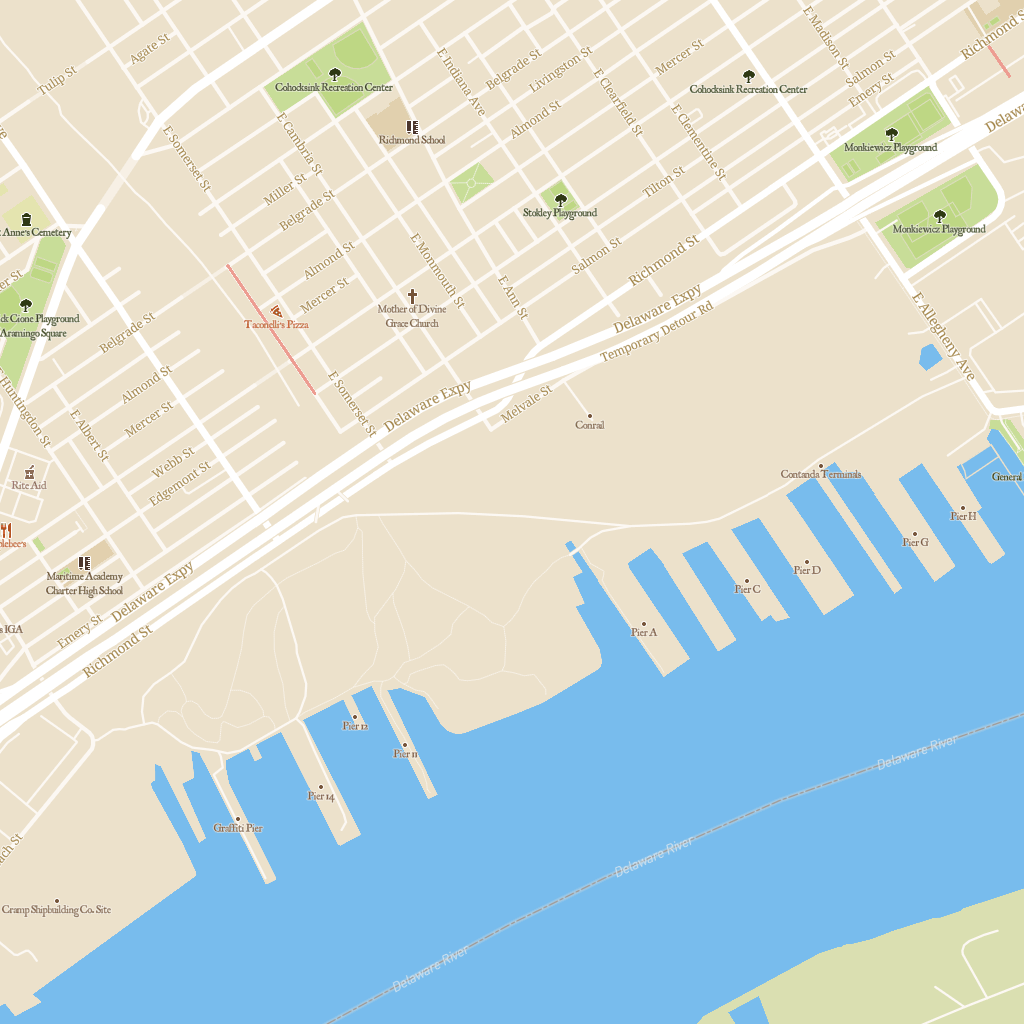 E Madison St
Richmond St
Agate St
Tulip St
E Indiana Ave
Belgrade St
Livingston St
Mercer St
Salmon St
Emery St
Cohocksink Recreation Center
Cohocksink Recreation Center
E Clearfield St
Almond St
E Clementine St
Richmond School
Monkiewicz Playground
E Somerset St
E Cambria St
Miller St
Belgrade St
Tilton St
Stokley Playground
Monkiewicz Playground
Anne's Cemetery
Almond St
E Monmouth St
Salmon St
Richmond St
E Ann St
Mercer St
Mother of Divine
Grace Church
Delaware Expy
Temporary Detour Rd
E Allegheny Ave
Cione Playground
Aramingo Square
Taconelli's Pizza
Belgrade St
Almond St
Mercer St
E Huntingdon St
E Albert St
E Somerset St
Delaware Expy
Melvale St
Conrail
Webb St
Edgemont St
Rite Aid
Contanda Terminals
General
Pier H
Pier G
Pier D
Pier C
Pier A
Maritime Academy
Charter High School
Delaware Expy
Emery St
IGA
Richmond St
Pier 12
Pier 11
Pier 14
Graffiti Pier
Delaware River
Delaware River
Delaware River
Cramp Shipbuilding Co. Site